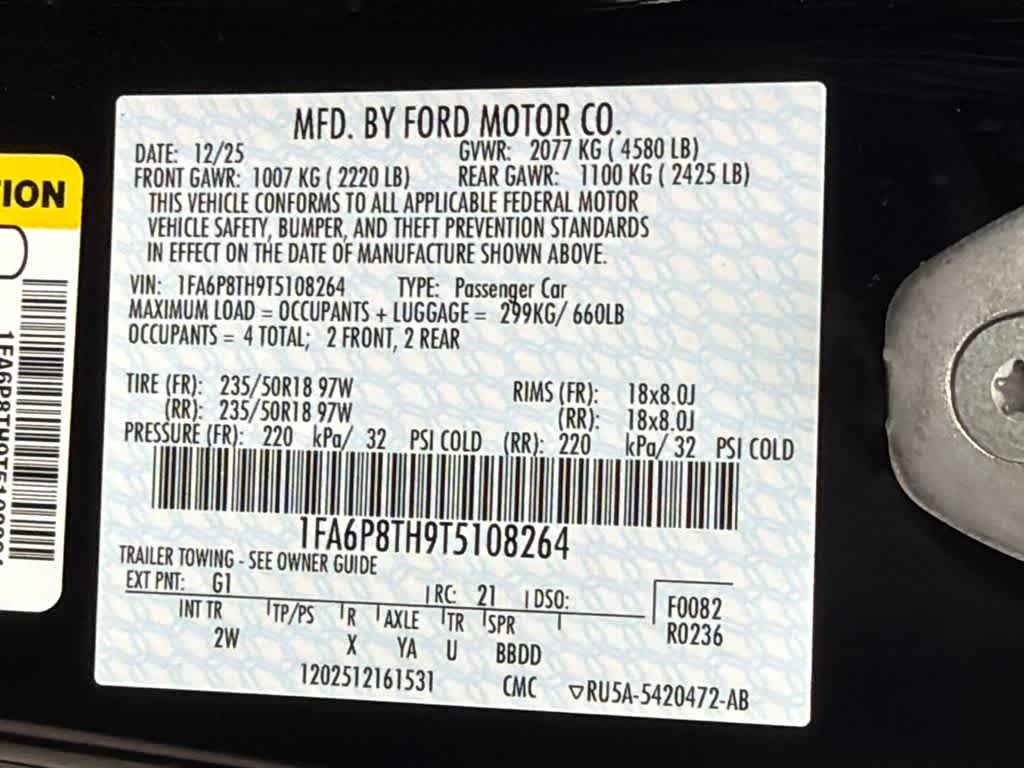 MFD. BY FORD MOTOR CO.
DATE: 12/25 GVWR: 2077 KG ( 4580 LB)
FRONT GAWR: 1007 KG ( 2220 LB) REAR GAWR: 1100 KG ( 2425 LB)
THIS VEHICLE CONFORMS TO ALL APPLICABLE FEDERAL MOTOR
VEHICLE SAFETY, BUMPER, AND THEFT PREVENTION STANDARDS
IN EFFECT ON THE DATE OF MANUFACTURE SHOWN ABOVE.
VIN: 1FA6P8TH9T5108264 TYPE: Passenger Car
MAXIMUM LOAD = OCCUPANTS + LUGGAGE = 299KG/ 660LB
OCCUPANTS = 4 TOTAL; 2 FRONT, 2 REAR
TIRE (FR): 235/50R18 97W RIMS (FR): 18x8.0J
(RR): 235/50R18 97W (RR): 18x8.0J
PRESSURE (FR): 220 kPa/ 32 PSI COLD (RR): 220 kPa/ 32 PSI COLD
1FA6P8TH9T5108264
TRAILER TOWING - SEE OWNER GUIDE
EXT PNT: G1 RC: 21 DSO: F0082
INT TR TP/PS R AXLE TR SPR R0236
2W X YA U BBDD
1202512161531 CMC ▽RU5A-5420472-AB
TION